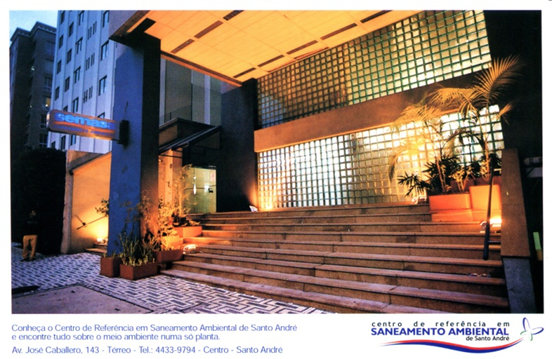 semasa
Conheça o Centro de Referência em Saneamento Ambiental de Santo André
e encontre tudo sobre o meio ambiente numa só planta.
Av. José Caballero, 143 - Térreo - Tel.: 4433-9794 - Centro - Santo André
centro de referência em
SANEAMENTO AMBIENTAL
de Santo André